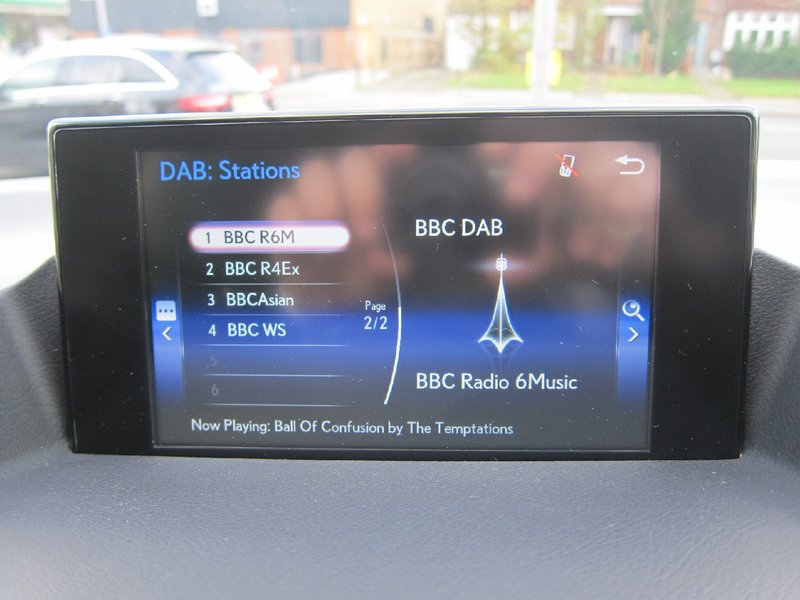 DAB: Stations
1 BBC R6M
2 BBC R4Ex
3 BBCAsian
4 BBC WS
5
6
Page
2/2
BBC DAB
BBC Radio 6Music
Now Playing: Ball Of Confusion by The Temptations